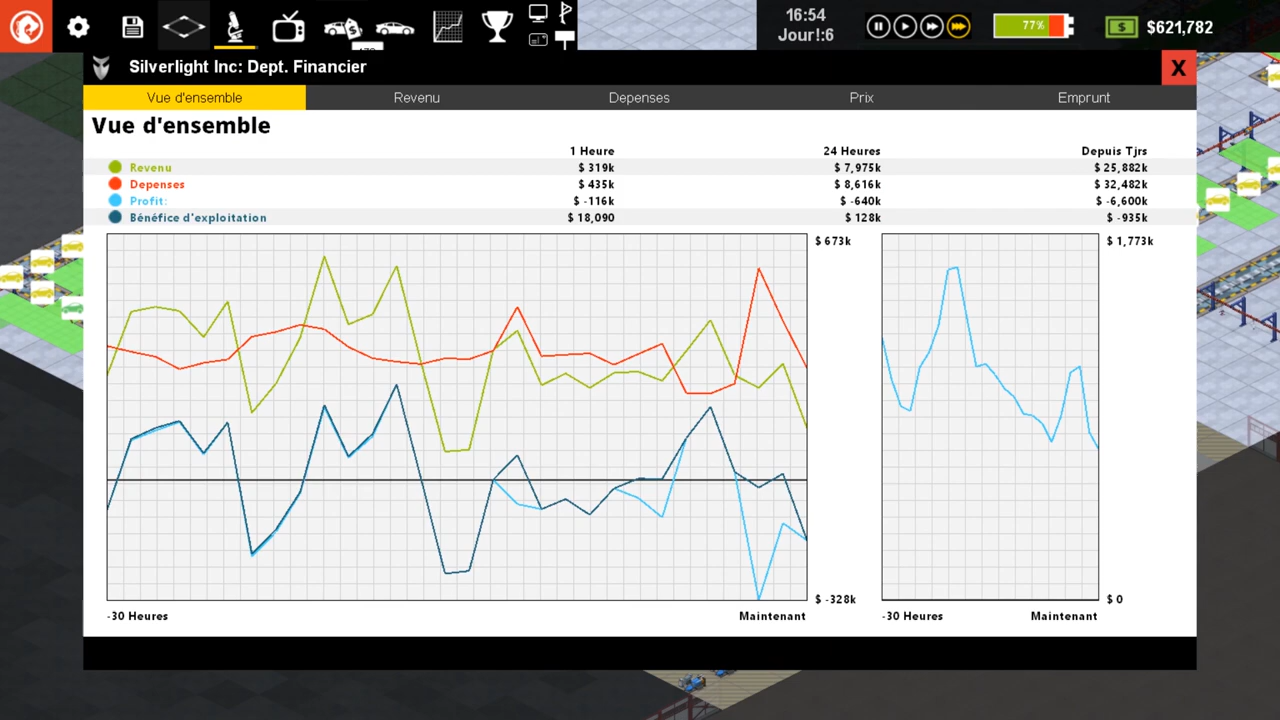 16:54
Jour!:6
77%
$621,782
Silverlight Inc: Dept. Financier
X
Vue d'ensemble Revenu Depenses Prix Emprunt
Vue d'ensemble
1 Heure 24 Heures Depuis Tjrs
Revenu $ 319k $ 7,975k $ 25,882k
Depenses $ 435k $ 8,616k $ 32,482k
Profit: $ -116k $ -640k $ -6,600k
Bénéfice d'exploitation $ 18,090 $ 128k $ -935k
$ 673k $ 1,773k
$ -328k $ 0
-30 Heures Maintenant -30 Heures Maintenant